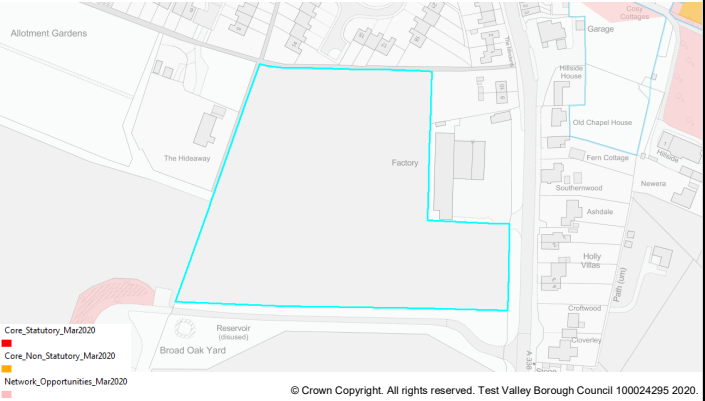 Cosy
Cottages
Allotment Gardens
Garage
The Hideaway
Hillside
House
Old Chapel House
Factory
Fern Cottage
Hillside
Southernwood
Newera
Ashdale
Holly
Villas
Path (um)
Croftwood
Reservoir
(disused)
Broad Oak Yard
Cloverley
A 338
Core_Statutory_Mar2020
Core_Non_Statutory_Mar2020
Network_Opportunities_Mar2020
© Crown Copyright. All rights reserved. Test Valley Borough Council 100024295 2020.